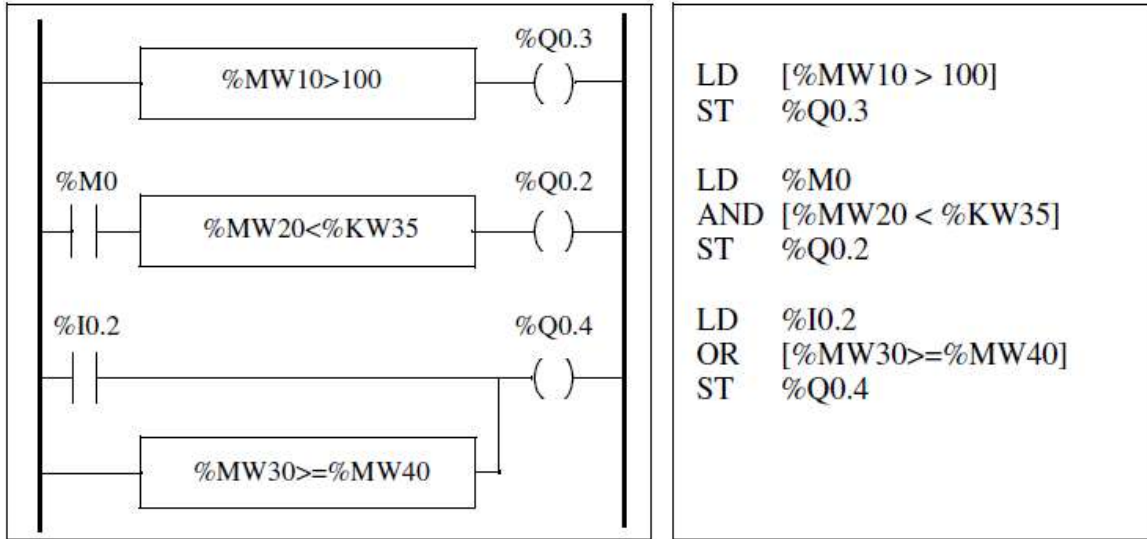 %Q0.3
%MW10>100
( )
%M0
%Q0.2
%MW20<%KW35
( )
%I0.2
%Q0.4
( )
%MW30>=%MW40
LD [%MW10 > 100]
ST %Q0.3
LD %M0
AND [%MW20 < %KW35]
ST %Q0.2
LD %I0.2
OR [%MW30>=%MW40]
ST %Q0.4